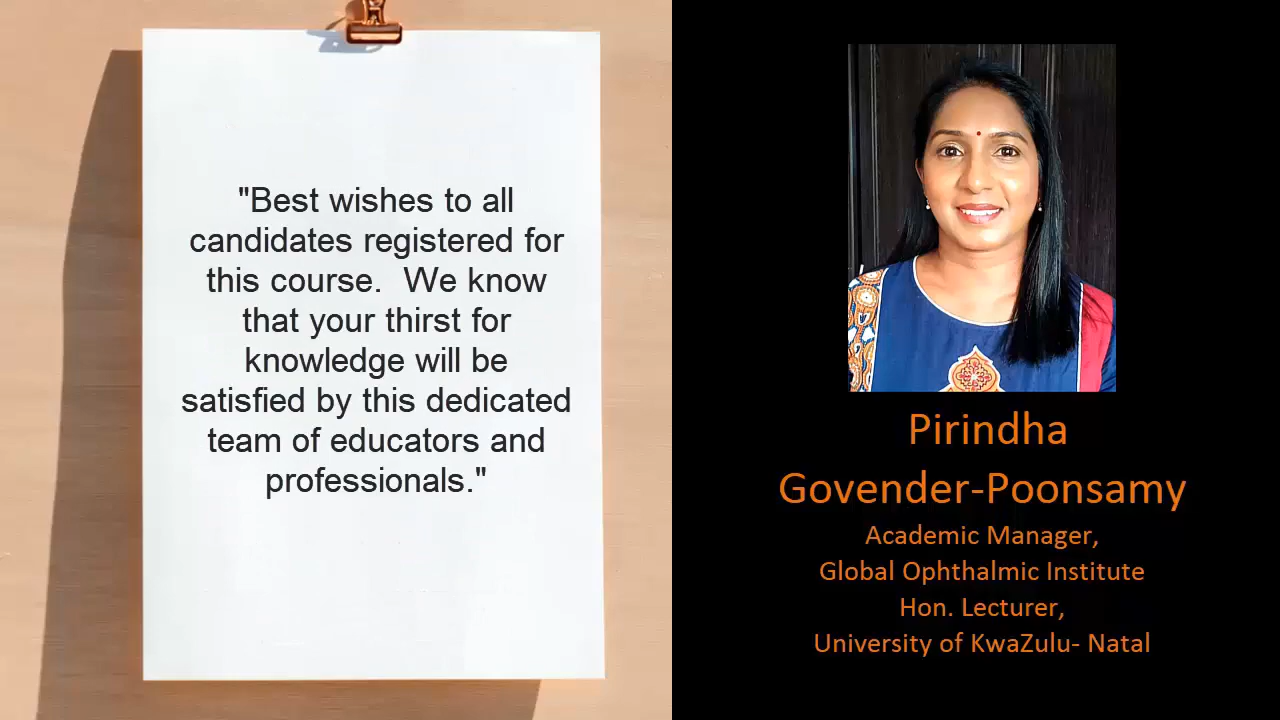 "Best wishes to all
candidates registered for
this course.  We know
that your thirst for
knowledge will be
satisfied by this dedicated
team of educators and
professionals."
Pirindha
Govender-Poonsamy
Academic Manager,
Global Ophthalmic Institute
Hon. Lecturer,
University of KwaZulu- Natal